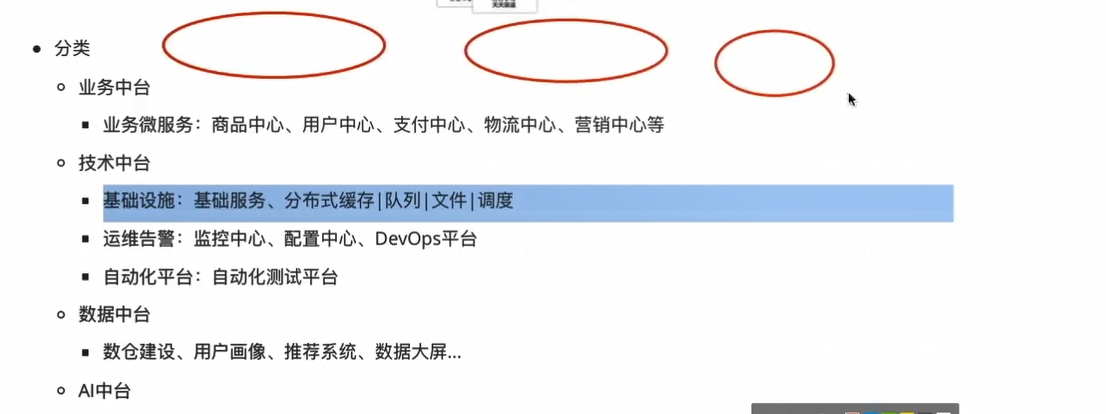 分类
业务中台
业务微服务：商品中心、用户中心、支付中心、物流中心、营销中心等
技术中台
基础设施：基础服务、分布式缓存|队列|文件|调度
运维告警：监控中心、配置中心、DevOps平台
自动化平台：自动化测试平台
数据中台
数仓建设、用户画像、推荐系统、数据大屏...
AI中台